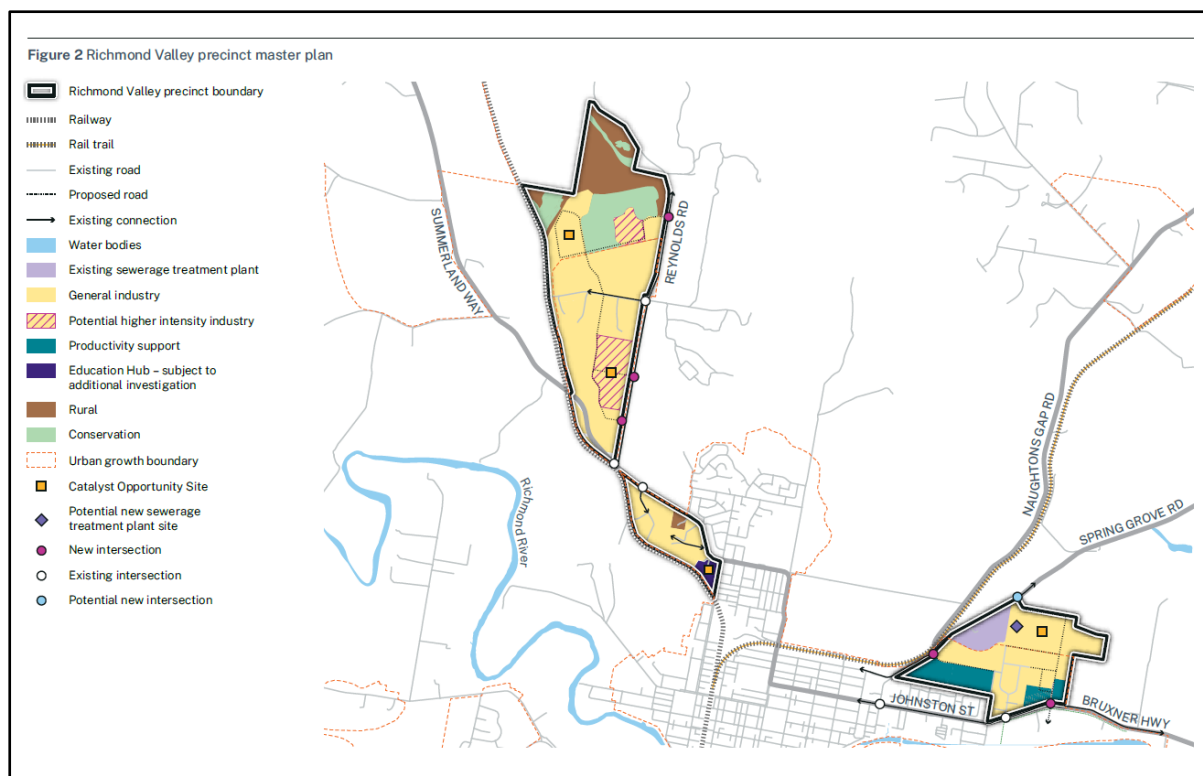 Figure 2 Richmond Valley precinct master plan
Richmond Valley precinct boundary
Railway
Rail trail
Existing road
Proposed road
Existing connection
Water bodies
Existing sewerage treatment plant
General industry
Potential higher intensity industry
Productivity support
Education Hub – subject to
additional investigation
Rural
Conservation
Urban growth boundary
Catalyst Opportunity Site
Potential new sewerage
treatment plant site
New intersection
Existing intersection
Potential new intersection
SUMMERLAND WAY
REYNOLDS RD
Richmond River
NAUGHTONS GAP RD
SPRING GROVE RD
JOHNSTON ST
BRUXNER HWY